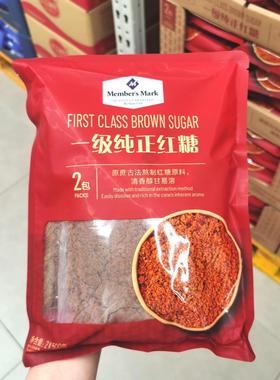 Member's Mark
FIRST CLASS BROWN SUGAR
一级纯正红糖
2包
PACKS
原蔗古法熬制红糖原料，
清香醇甘易溶
Made with traditional extraction method
Easily dissolve and rich in the cane's inherent aroma